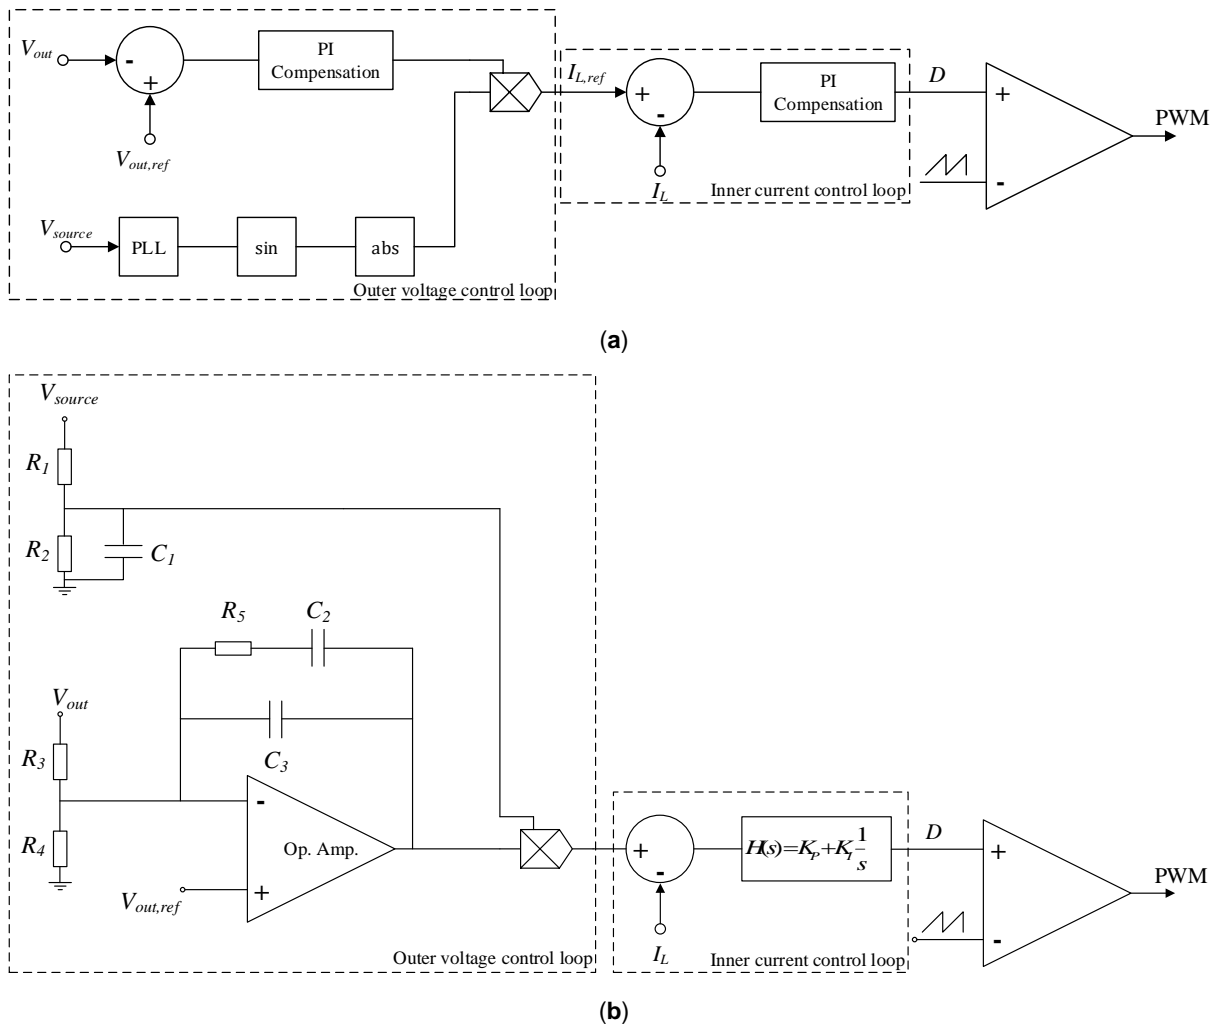 V_out
-
+
V_out,ref
PI
Compensation
V_source
PLL
sin
abs
Outer voltage control loop
I_L,ref
+
-
I_L
PI
Compensation
Inner current control loop
D
+
-
PWM
(a)
V_source
R_1
R_2
C_1
R_5
C_2
C_3
V_out
R_3
R_4
-
Op. Amp.
+
V_out,ref
Outer voltage control loop
+
-
I_L
H(s)=K_P+K_I 1/s
Inner current control loop
D
+
-
PWM
(b)